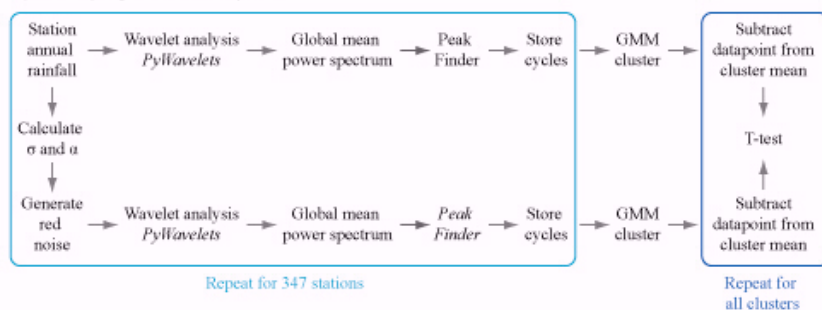 Station
annual
rainfall
Wavelet analysis
PyWavelets
Global mean
power spectrum
Peak
Finder
Store
cycles
GMM
cluster
Subtract
datapoint from
cluster mean
Calculate
σ and α
T-test
Generate
red
noise
Wavelet analysis
PyWavelets
Global mean
power spectrum
Peak
Finder
Store
cycles
GMM
cluster
Subtract
datapoint from
cluster mean
Repeat for 347 stations
Repeat for
all clusters